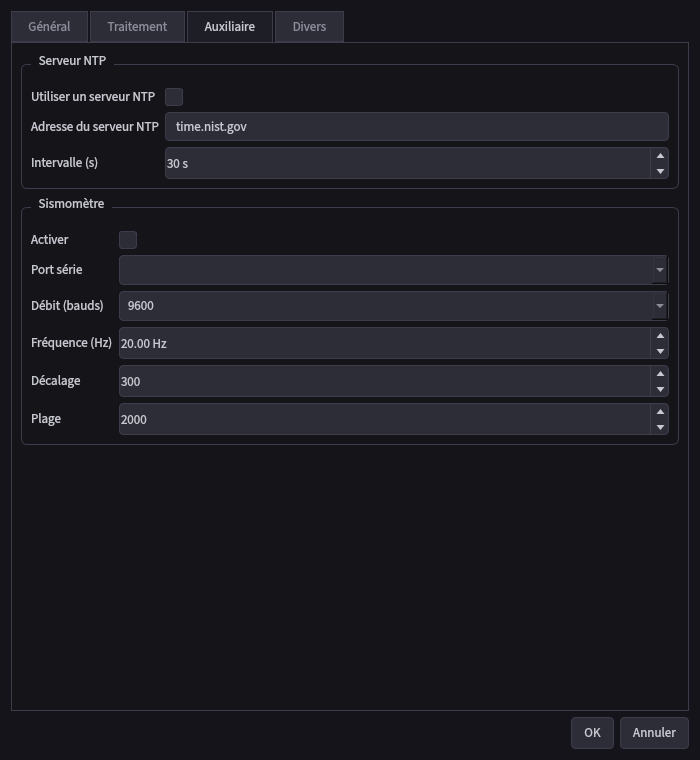 Général Traitement Auxiliaire Divers
Serveur NTP
Utiliser un serveur NTP
Adresse du serveur NTP time.nist.gov
Intervalle (s) 30 s
Sismomètre
Activer
Port série
Débit (bauds) 9600
Fréquence (Hz) 20.00 Hz
Décalage 300
Plage 2000
OK Annuler